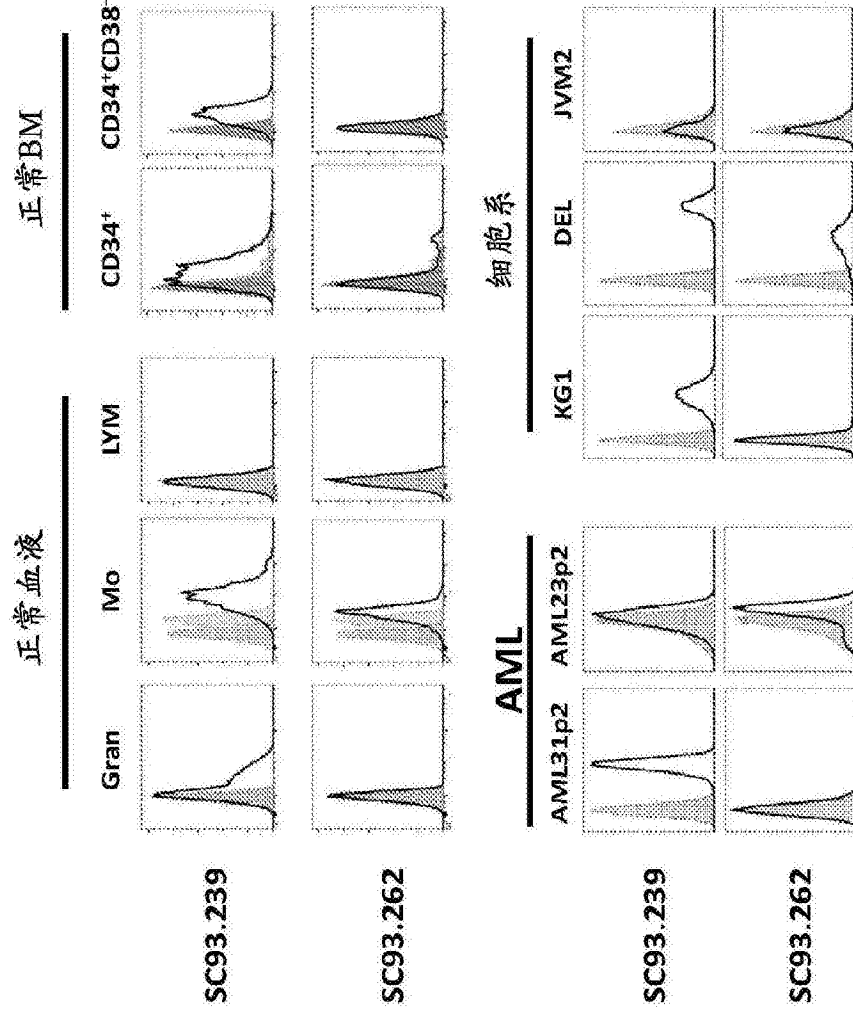 正常血液
正常BM
Gran
Mo
LYM
CD34⁺
CD34⁺CD38⁻
SC93.239
SC93.262
AML
细胞系
AML31p2
AML23p2
KG1
DEL
JVM2
SC93.239
SC93.262